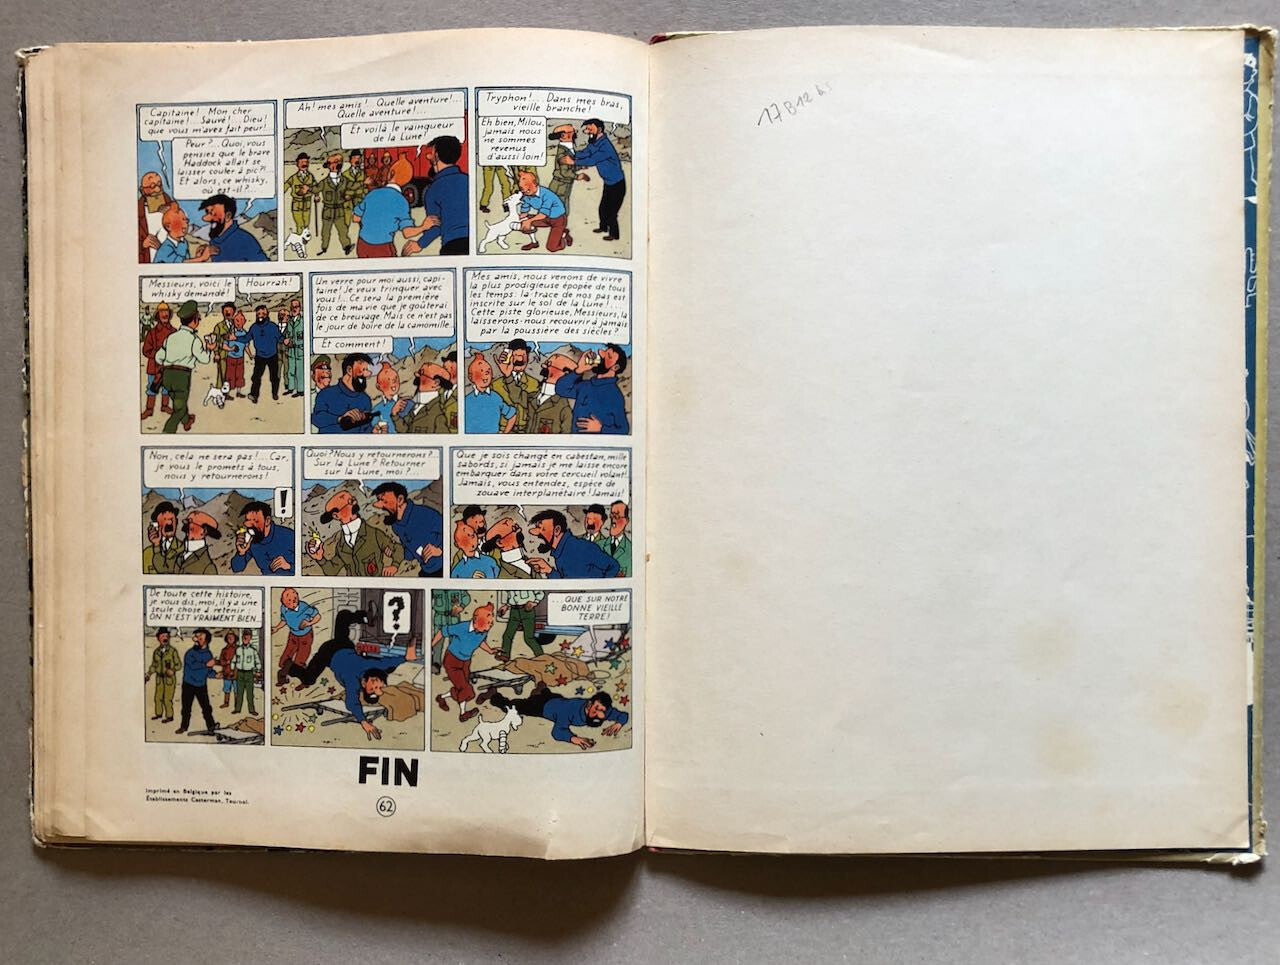 Capitaine! Mon cher
capitaine!... Sauvé!... Dieu!
que vous m'avez fait peur!
Peur?... Quoi, vous
pensiez que le brave
Haddock allait se
laisser couler à pic?!...
Et alors, ce whisky,
où est-il?...
Ah! mes amis! Quelle aventure!...
Quelle aventure!...
Et voilà le vainqueur
de la Lune!
Tryphon!... Dans mes bras,
vieille branche!
Eh bien, Milou,
jamais nous
ne sommes
revenus
d'aussi loin!
Messieurs, voici le
whisky demandé!
Hourrah!
Un verre pour moi aussi, capi-
taine! Je veux trinquer avec
vous!... Ce sera la première
fois de ma vie que je goûterai
de ce breuvage. Mais ce n'est pas
le jour de boire de la camomille...
Et comment!
Mes amis, nous venons de vivre
la plus prodigieuse épopée de tous
les temps: la trace de nos pas est
inscrite sur le sol de la Lune!...
Cette piste glorieuse, Messieurs, la
laisserons-nous recouvrir à jamais
par la poussière des siècles?
Non, cela ne sera pas!... Car,
je vous le promets à tous,
nous y retournerons!
!
Quoi? Nous y retournerons?...
Sur la Lune? Retourner
sur la Lune, moi?...
Que je sois changé en cabestan, mille
sabords, si jamais je me laisse encore
embarquer dans votre cercueil volant!
Jamais, vous entendez, espèce de
zouave interplanétaire! Jamais!
De toute cette histoire,
je vous dis, moi, il y a une
seule chose à retenir:
ON N'EST VRAIMENT BIEN...
?
...QUE SUR NOTRE
BONNE VIEILLE
TERRE!
FIN
Imprimé en Belgique par les
Établissements Casterman, Tournai.
62
17 B12